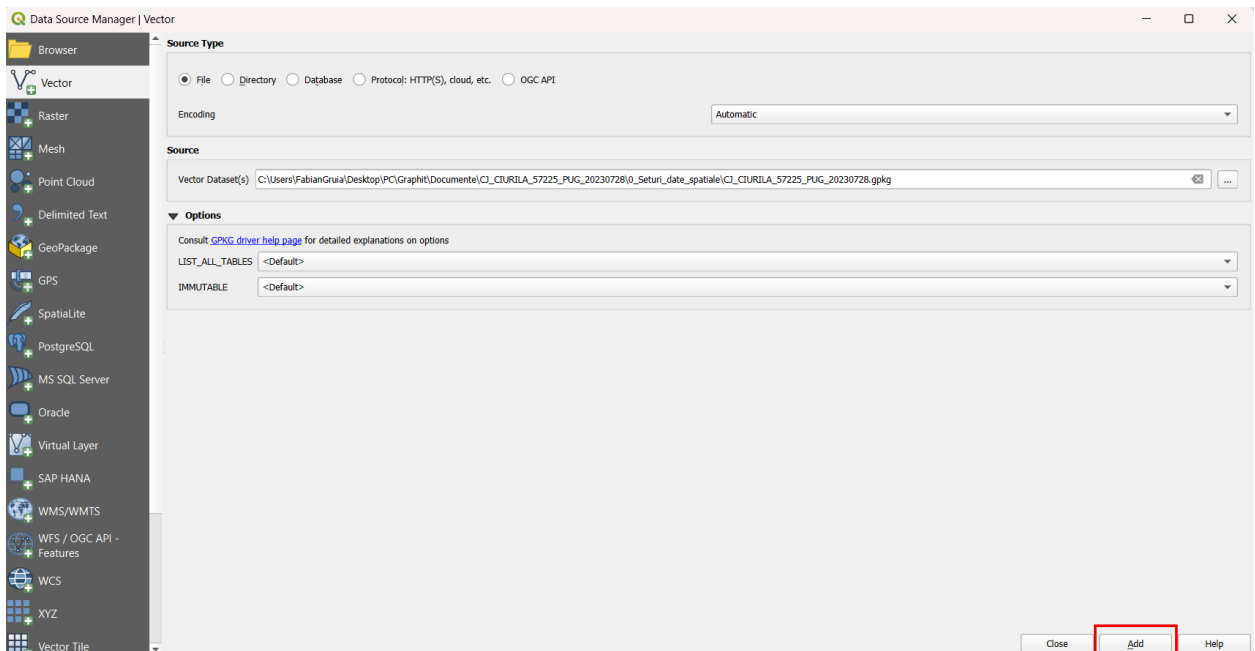 Data Source Manager | Vector
Browser
Vector
Raster
Mesh
Point Cloud
Delimited Text
GeoPackage
GPS
SpatiaLite
PostgreSQL
MS SQL Server
Oracle
Virtual Layer
SAP HANA
WMS/WMTS
WFS / OGC API -
Features
WCS
XYZ
Vector Tile
Source Type
File Directory Database Protocol: HTTP(S), cloud, etc. OGC API
Encoding Automatic
Source
Vector Dataset(s) C:\Users\FabianGruia\Desktop\PC\Graphit\Documente\CJ_CIURILA_57225_PUG_20230728\0_Seturi_date_spatiale\CJ_CIURILA_57225_PUG_20230728.gpkg ...
Options
Consult GPKG driver help page for detailed explanations on options
LIST_ALL_TABLES <Default>
IMMUTABLE <Default>
Close Add Help